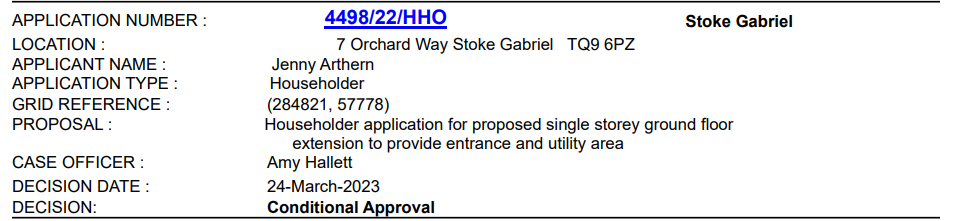 APPLICATION NUMBER : 4498/22/HHO Stoke Gabriel
LOCATION : 7 Orchard Way Stoke Gabriel TQ9 6PZ
APPLICANT NAME : Jenny Arthern
APPLICATION TYPE : Householder
GRID REFERENCE : (284821, 57778)
PROPOSAL : Householder application for proposed single storey ground floor
extension to provide entrance and utility area
CASE OFFICER : Amy Hallett
DECISION DATE : 24-March-2023
DECISION: Conditional Approval